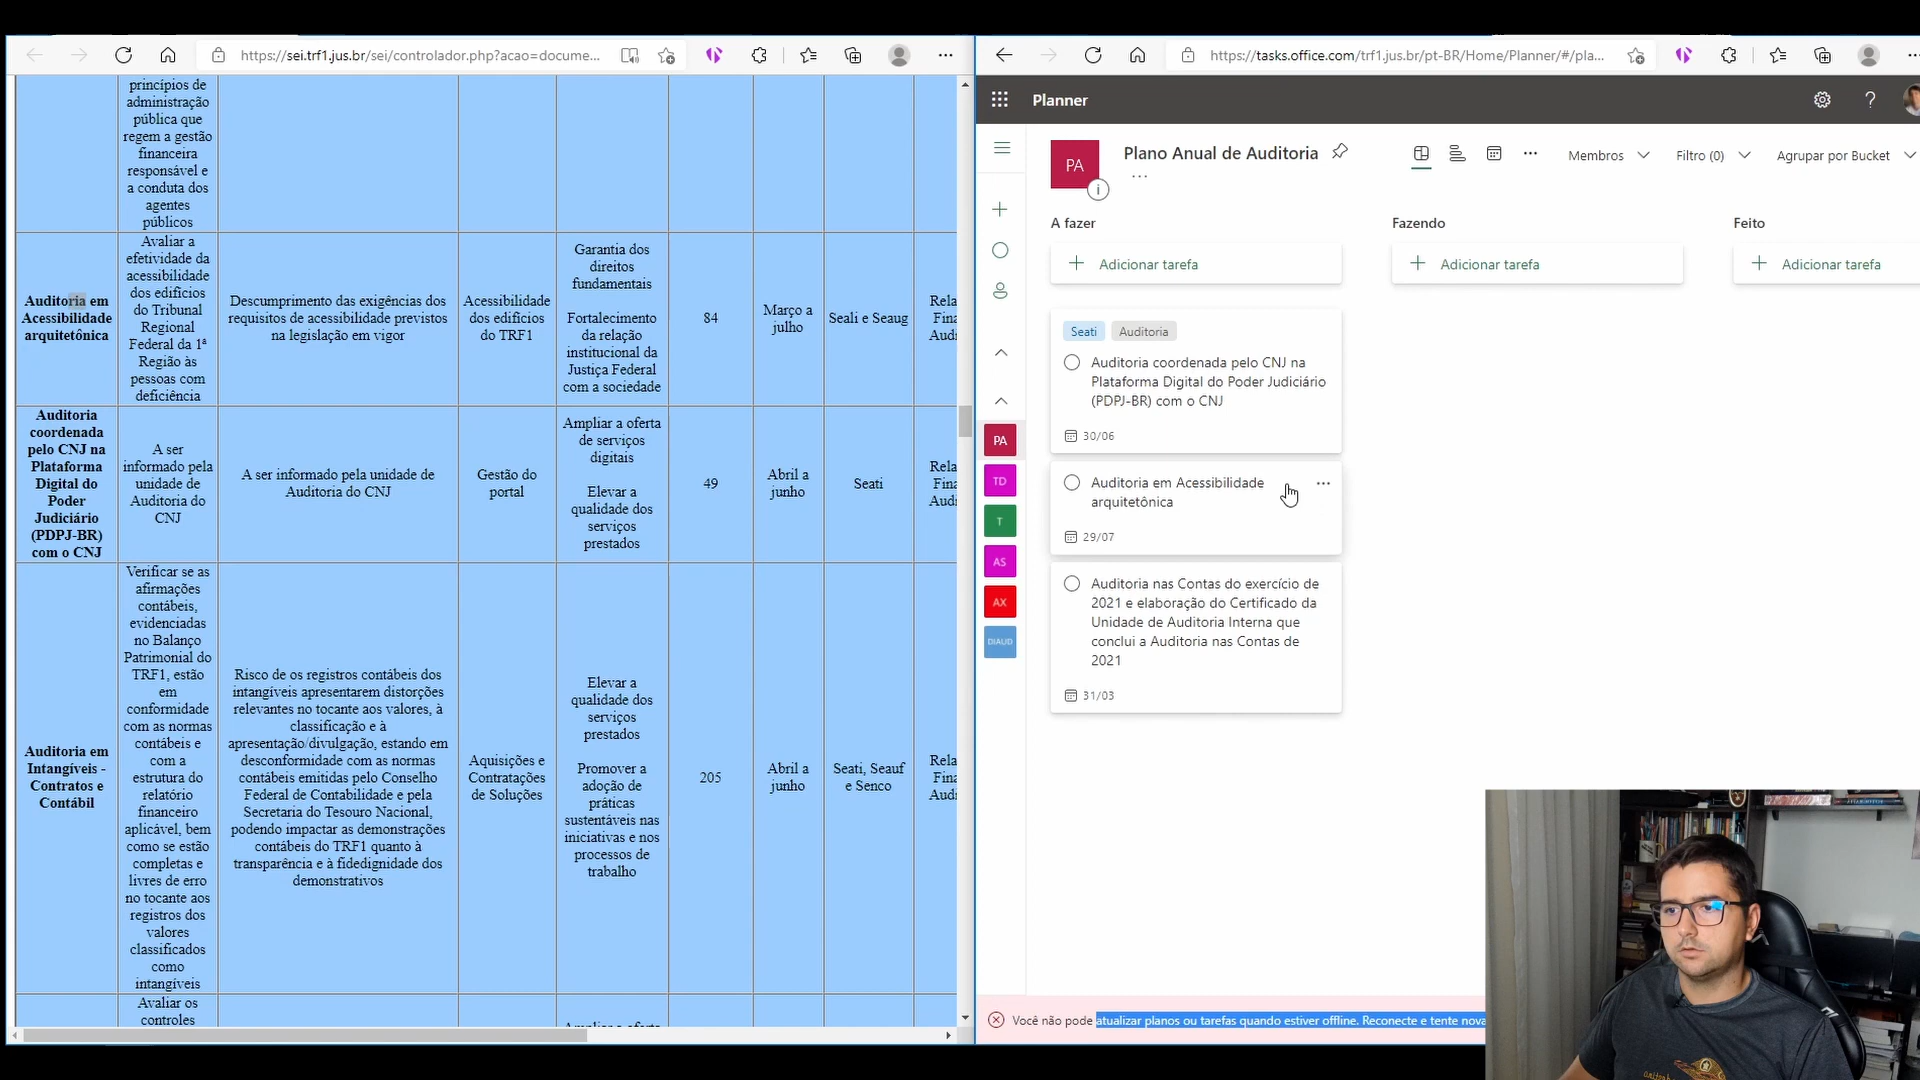 https://sei.trf1.jus.br/sei/controlador.php?acao=docume...
princípios de
administração
pública que
regem a gestão
financeira
responsável e
a conduta dos
agentes
públicos
Auditoria em
Acessibilidade
arquitetônica
Avaliar a
efetividade da
acessibilidade
dos edifícios
do Tribunal
Regional
Federal da 1ª
Região às
pessoas com
deficiência
Descumprimento das exigências dos
requisitos de acessibilidade previstos
na legislação em vigor
Acessibilidade
dos edifícios
do TRF1
Garantia dos
direitos
fundamentais
Fortalecimento
da relação
institucional da
Justiça Federal
com a sociedade
84
Março a
julho
Seali e Seaug
Rela
Fina
Audi
Auditoria
coordenada
pelo CNJ na
Plataforma
Digital do
Poder
Judiciário
(PDPJ-BR)
com o CNJ
A ser
informado pela
unidade de
Auditoria do
CNJ
A ser informado pela unidade de
Auditoria do CNJ
Gestão do
portal
Ampliar a oferta
de serviços
digitais
Elevar a
qualidade dos
serviços
prestados
49
Abril a
junho
Seati
Rela
Fina
Audi
Auditoria em
Intangíveis -
Contratos e
Contábil
Verificar se as
afirmações
contábeis,
evidenciadas
no Balanço
Patrimonial do
TRF1, estão
em
conformidade
com as normas
contábeis e
com a
estrutura do
relatório
financeiro
aplicável, bem
como se estão
completas e
livres de erro
no tocante aos
registros dos
valores
classificados
como
intangíveis
Risco de os registros contábeis dos
intangíveis apresentarem distorções
relevantes no tocante aos valores, à
classificação e à
apresentação/divulgação, estando em
desconformidade com as normas
contábeis emitidas pelo Conselho
Federal de Contabilidade e pela
Secretaria do Tesouro Nacional,
podendo impactar as demonstrações
contábeis do TRF1 quanto à
transparência e à fidedignidade dos
demonstrativos
Aquisições e
Contratações
de Soluções
Elevar a
qualidade dos
serviços
prestados
Promover a
adoção de
práticas
sustentáveis nas
iniciativas e nos
processos de
trabalho
205
Abril a
junho
Seati, Seauf
e Senco
Rela
Fina
Audi
Avaliar os
controles
https://tasks.office.com/trf1.jus.br/pt-BR/Home/Planner/#/pla...
Planner
PA
Plano Anual de Auditoria
Membros
Filtro (0)
Agrupar por Bucket
A fazer
Fazendo
Feito
Adicionar tarefa
Adicionar tarefa
Adicionar tarefa
Seati
Auditoria
Auditoria coordenada pelo CNJ na
Plataforma Digital do Poder Judiciário
(PDPJ-BR) com o CNJ
30/06
Auditoria em Acessibilidade
arquitetônica
29/07
Auditoria nas Contas do exercício de
2021 e elaboração do Certificado da
Unidade de Auditoria Interna que
conclui a Auditoria nas Contas de
2021
31/03
PA
TD
T
AS
AX
DIAUD
Você não pode atualizar planos ou tarefas quando estiver offline. Reconecte e tente nova